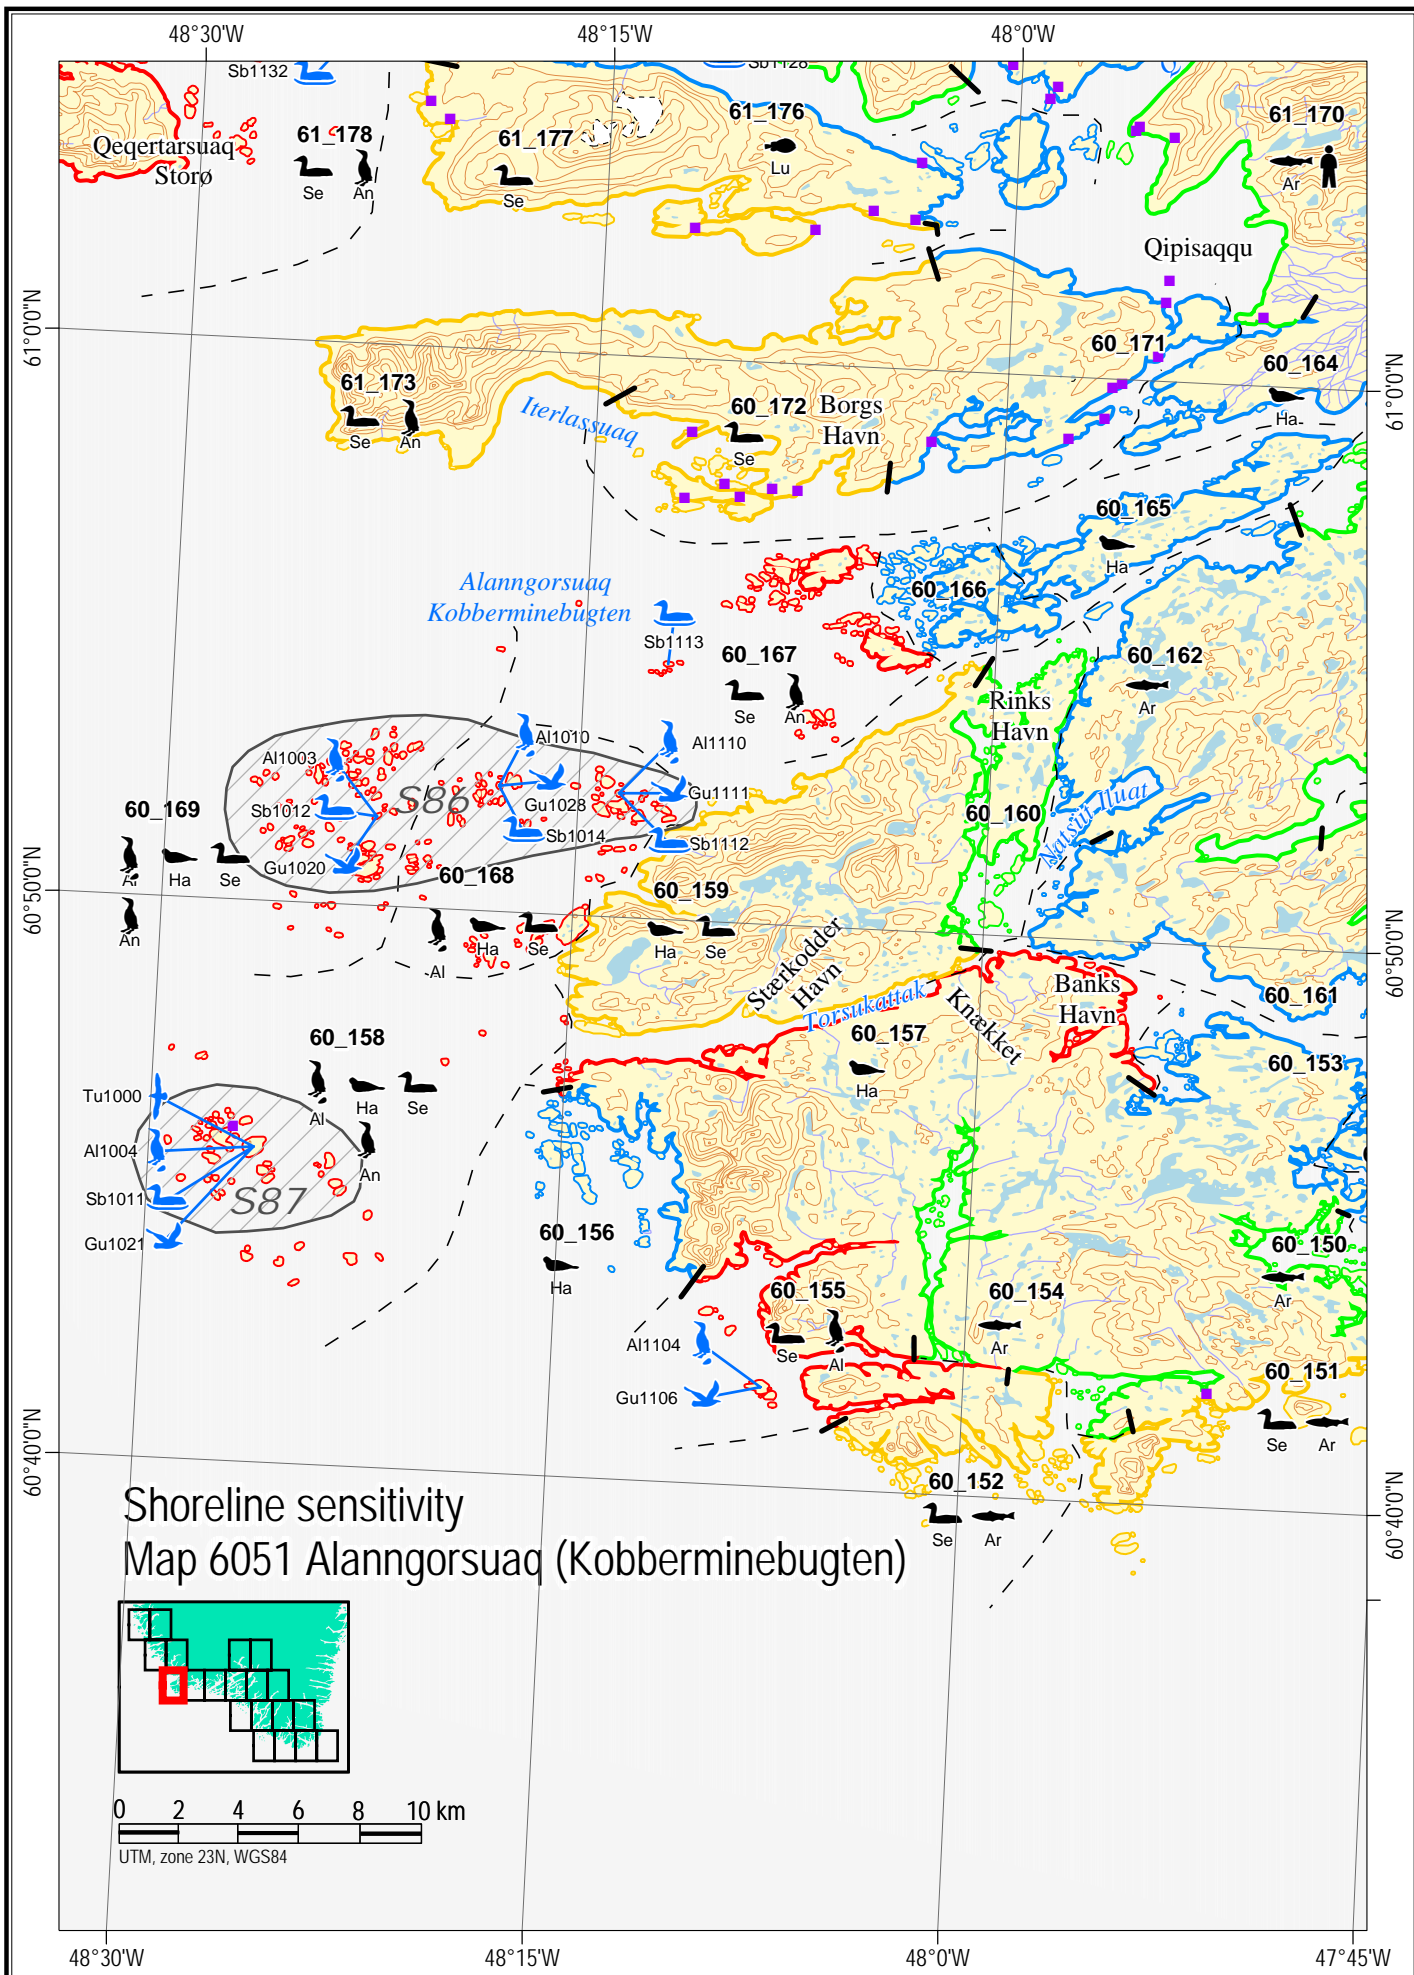 48°30'W
48°15'W
48°0'W
Sb1132
Sb1128
61_178
61_177
61_176
61_170
Qeqertarsuaq
Storø
Se
An
Se
Lu
Ar
Qipisaqqu
61°0'0"N
61°0'0"N
61_173
Se
An
Iterlassuaq
60_172
Se
Borgs
Havn
60_171
60_164
Ha
60_165
Ha
60_166
Alanngorsuaq
Kobberminebugten
Sb1113
60_167
Se
An
60_162
Ar
Rinks
Havn
Al1003
Al1010
Al1110
S86
Sb1012
Gu1028
Gu1111
Sb1014
Sb1112
Gu1020
60_169
Al
Ha
Se
An
60_168
Al
Ha
Se
60_159
Ha
Se
60_160
Natsiit Iluat
60°50'0"N
60°50'0"N
Stærkodder
Havn
Torsukattak
Knækket
Banks
Havn
60_161
60_158
Al
Ha
Se
An
60_157
Ha
60_153
Tu1000
Al1004
Sb1011
Gu1021
S87
60_156
Ha
60_150
Ar
60_155
Se
Al
60_154
Ar
Al1104
Gu1106
60_151
Se
Ar
60°40'0"N
60°40'0"N
60_152
Se
Ar
Shoreline sensitivity
Map 6051 Alanngorsuaq (Kobberminebugten)
0 2 4 6 8 10 km
UTM, zone 23N, WGS84
48°30'W
48°15'W
48°0'W
47°45'W